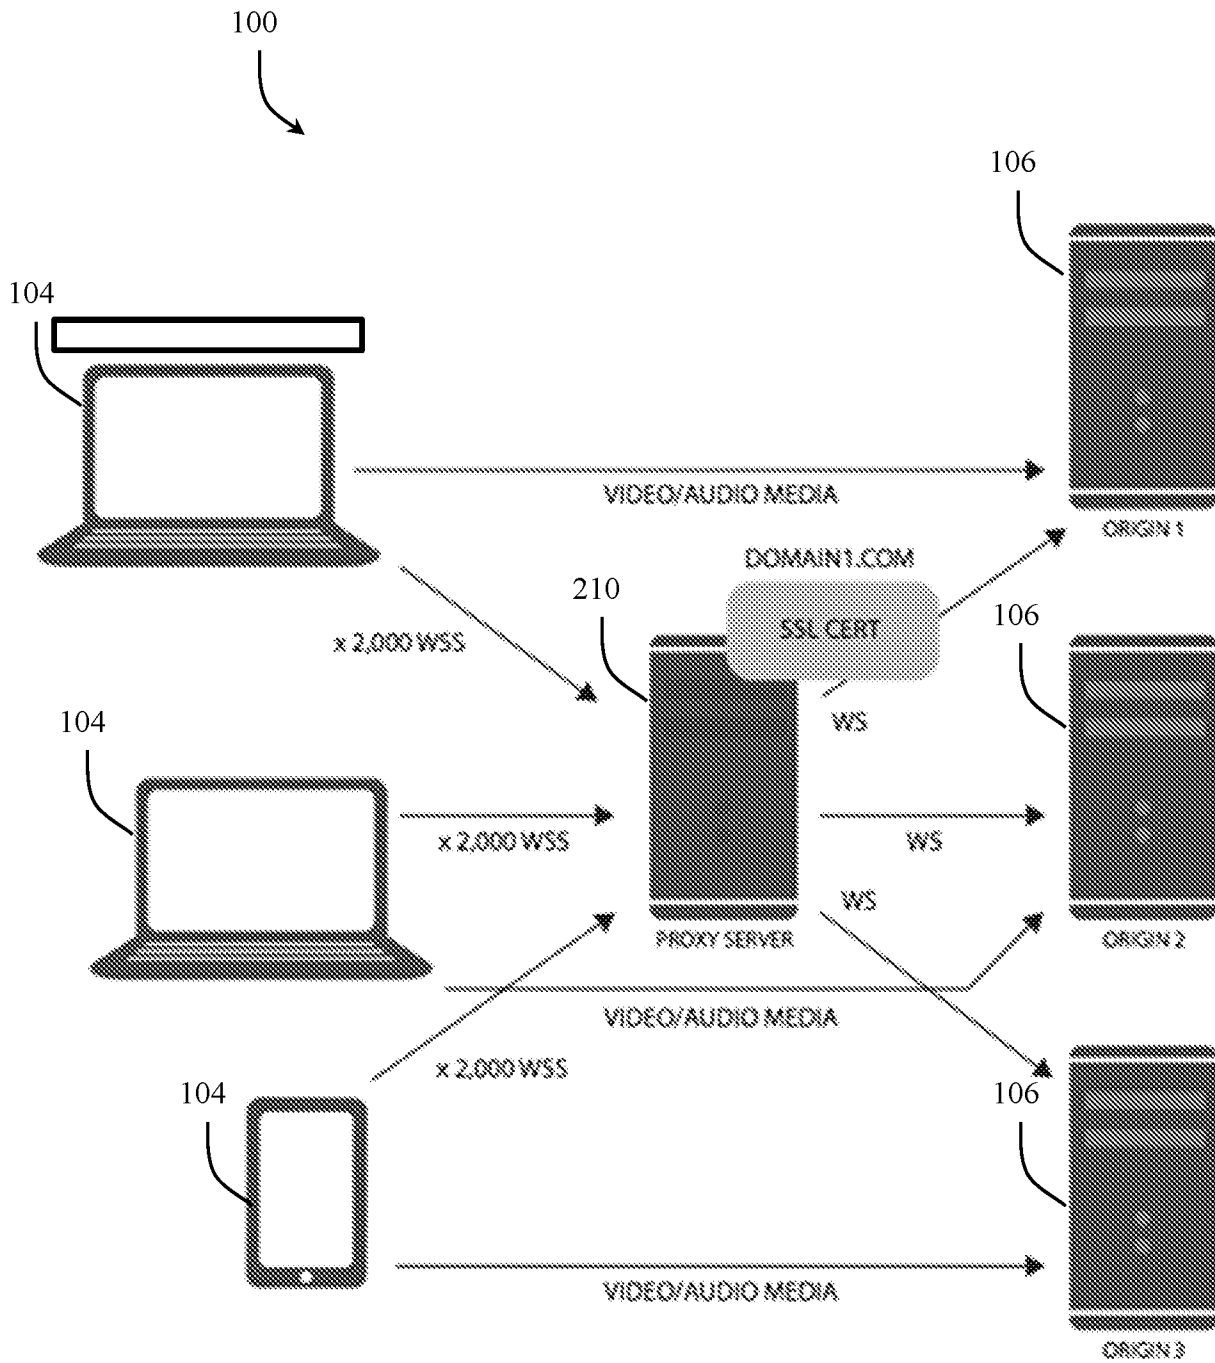 100
106
104
VIDEO/AUDIO MEDIA
ORIGIN 1
DOMAIN1.COM
210
SSL CERT
106
x 2,000 WSS
WS
104
x 2,000 WSS
WS
WS
PROXY SERVER
ORIGIN 2
VIDEO/AUDIO MEDIA
x 2,000 WSS
104
106
VIDEO/AUDIO MEDIA
ORIGIN 3